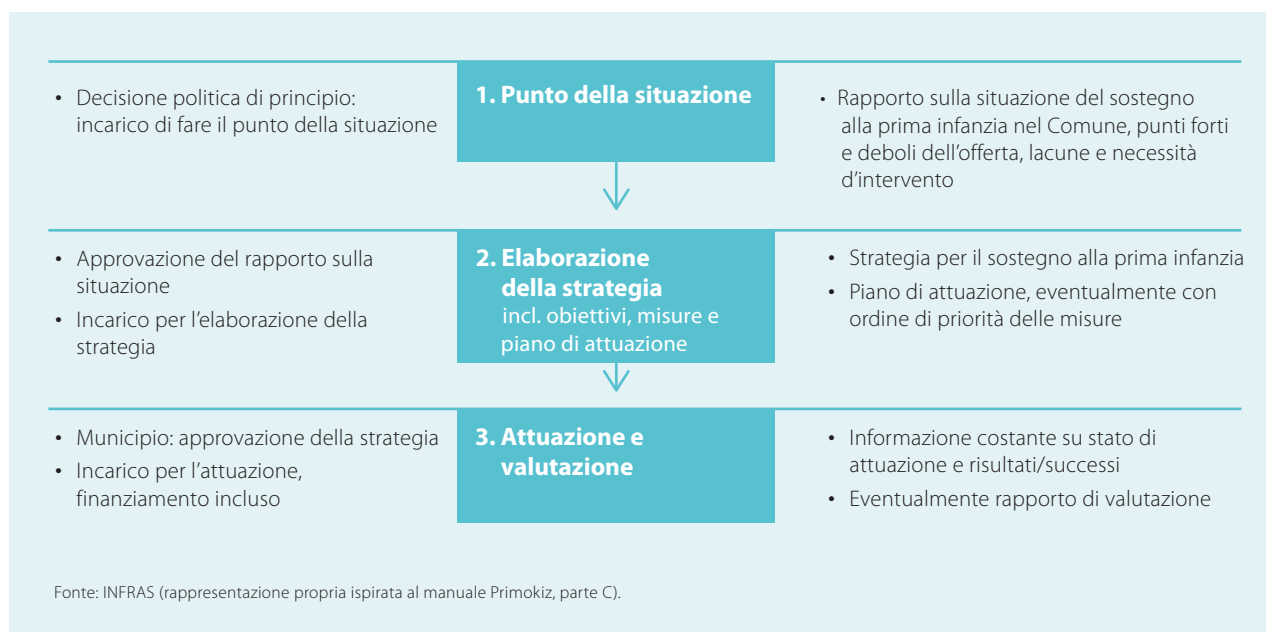 • Decisione politica di principio:
incarico di fare il punto della situazione
1. Punto della situazione
• Rapporto sulla situazione del sostegno
alla prima infanzia nel Comune, punti forti
e deboli dell’offerta, lacune e necessità
d’intervento
• Approvazione del rapporto sulla
situazione
• Incarico per l’elaborazione della
strategia
2. Elaborazione
della strategia
incl. obiettivi, misure e
piano di attuazione
• Strategia per il sostegno alla prima infanzia
• Piano di attuazione, eventualmente con
ordine di priorità delle misure
• Municipio: approvazione della strategia
• Incarico per l’attuazione,
finanziamento incluso
3. Attuazione e
valutazione
• Informazione costante su stato di
attuazione e risultati/successi
• Eventualmente rapporto di valutazione
Fonte: INFRAS (rappresentazione propria ispirata al manuale Primokiz, parte C).